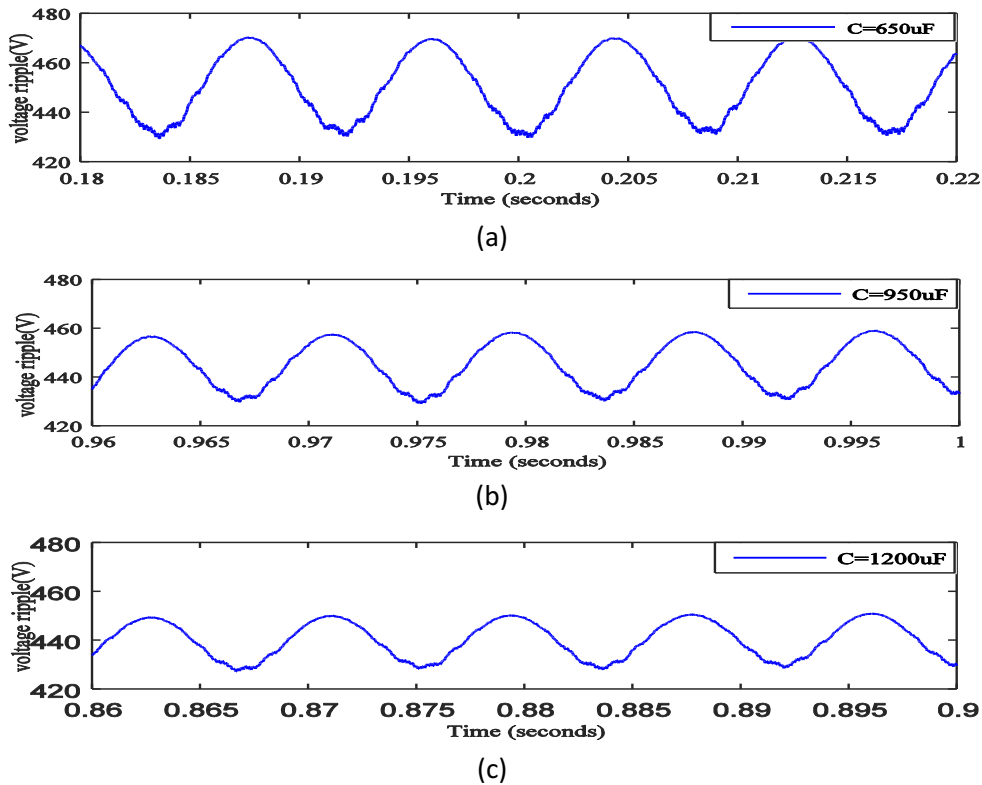 480
460
440
420
voltage ripple(V)
C=650uF
0.18 0.185 0.19 0.195 0.2 0.205 0.21 0.215 0.22
Time (seconds)
(a)
480
460
440
420
voltage ripple(V)
C=950uF
0.96 0.965 0.97 0.975 0.98 0.985 0.99 0.995 1
Time (seconds)
(b)
480
460
440
420
voltage ripple(V)
C=1200uF
0.86 0.865 0.87 0.875 0.88 0.885 0.89 0.895 0.9
Time (seconds)
(c)